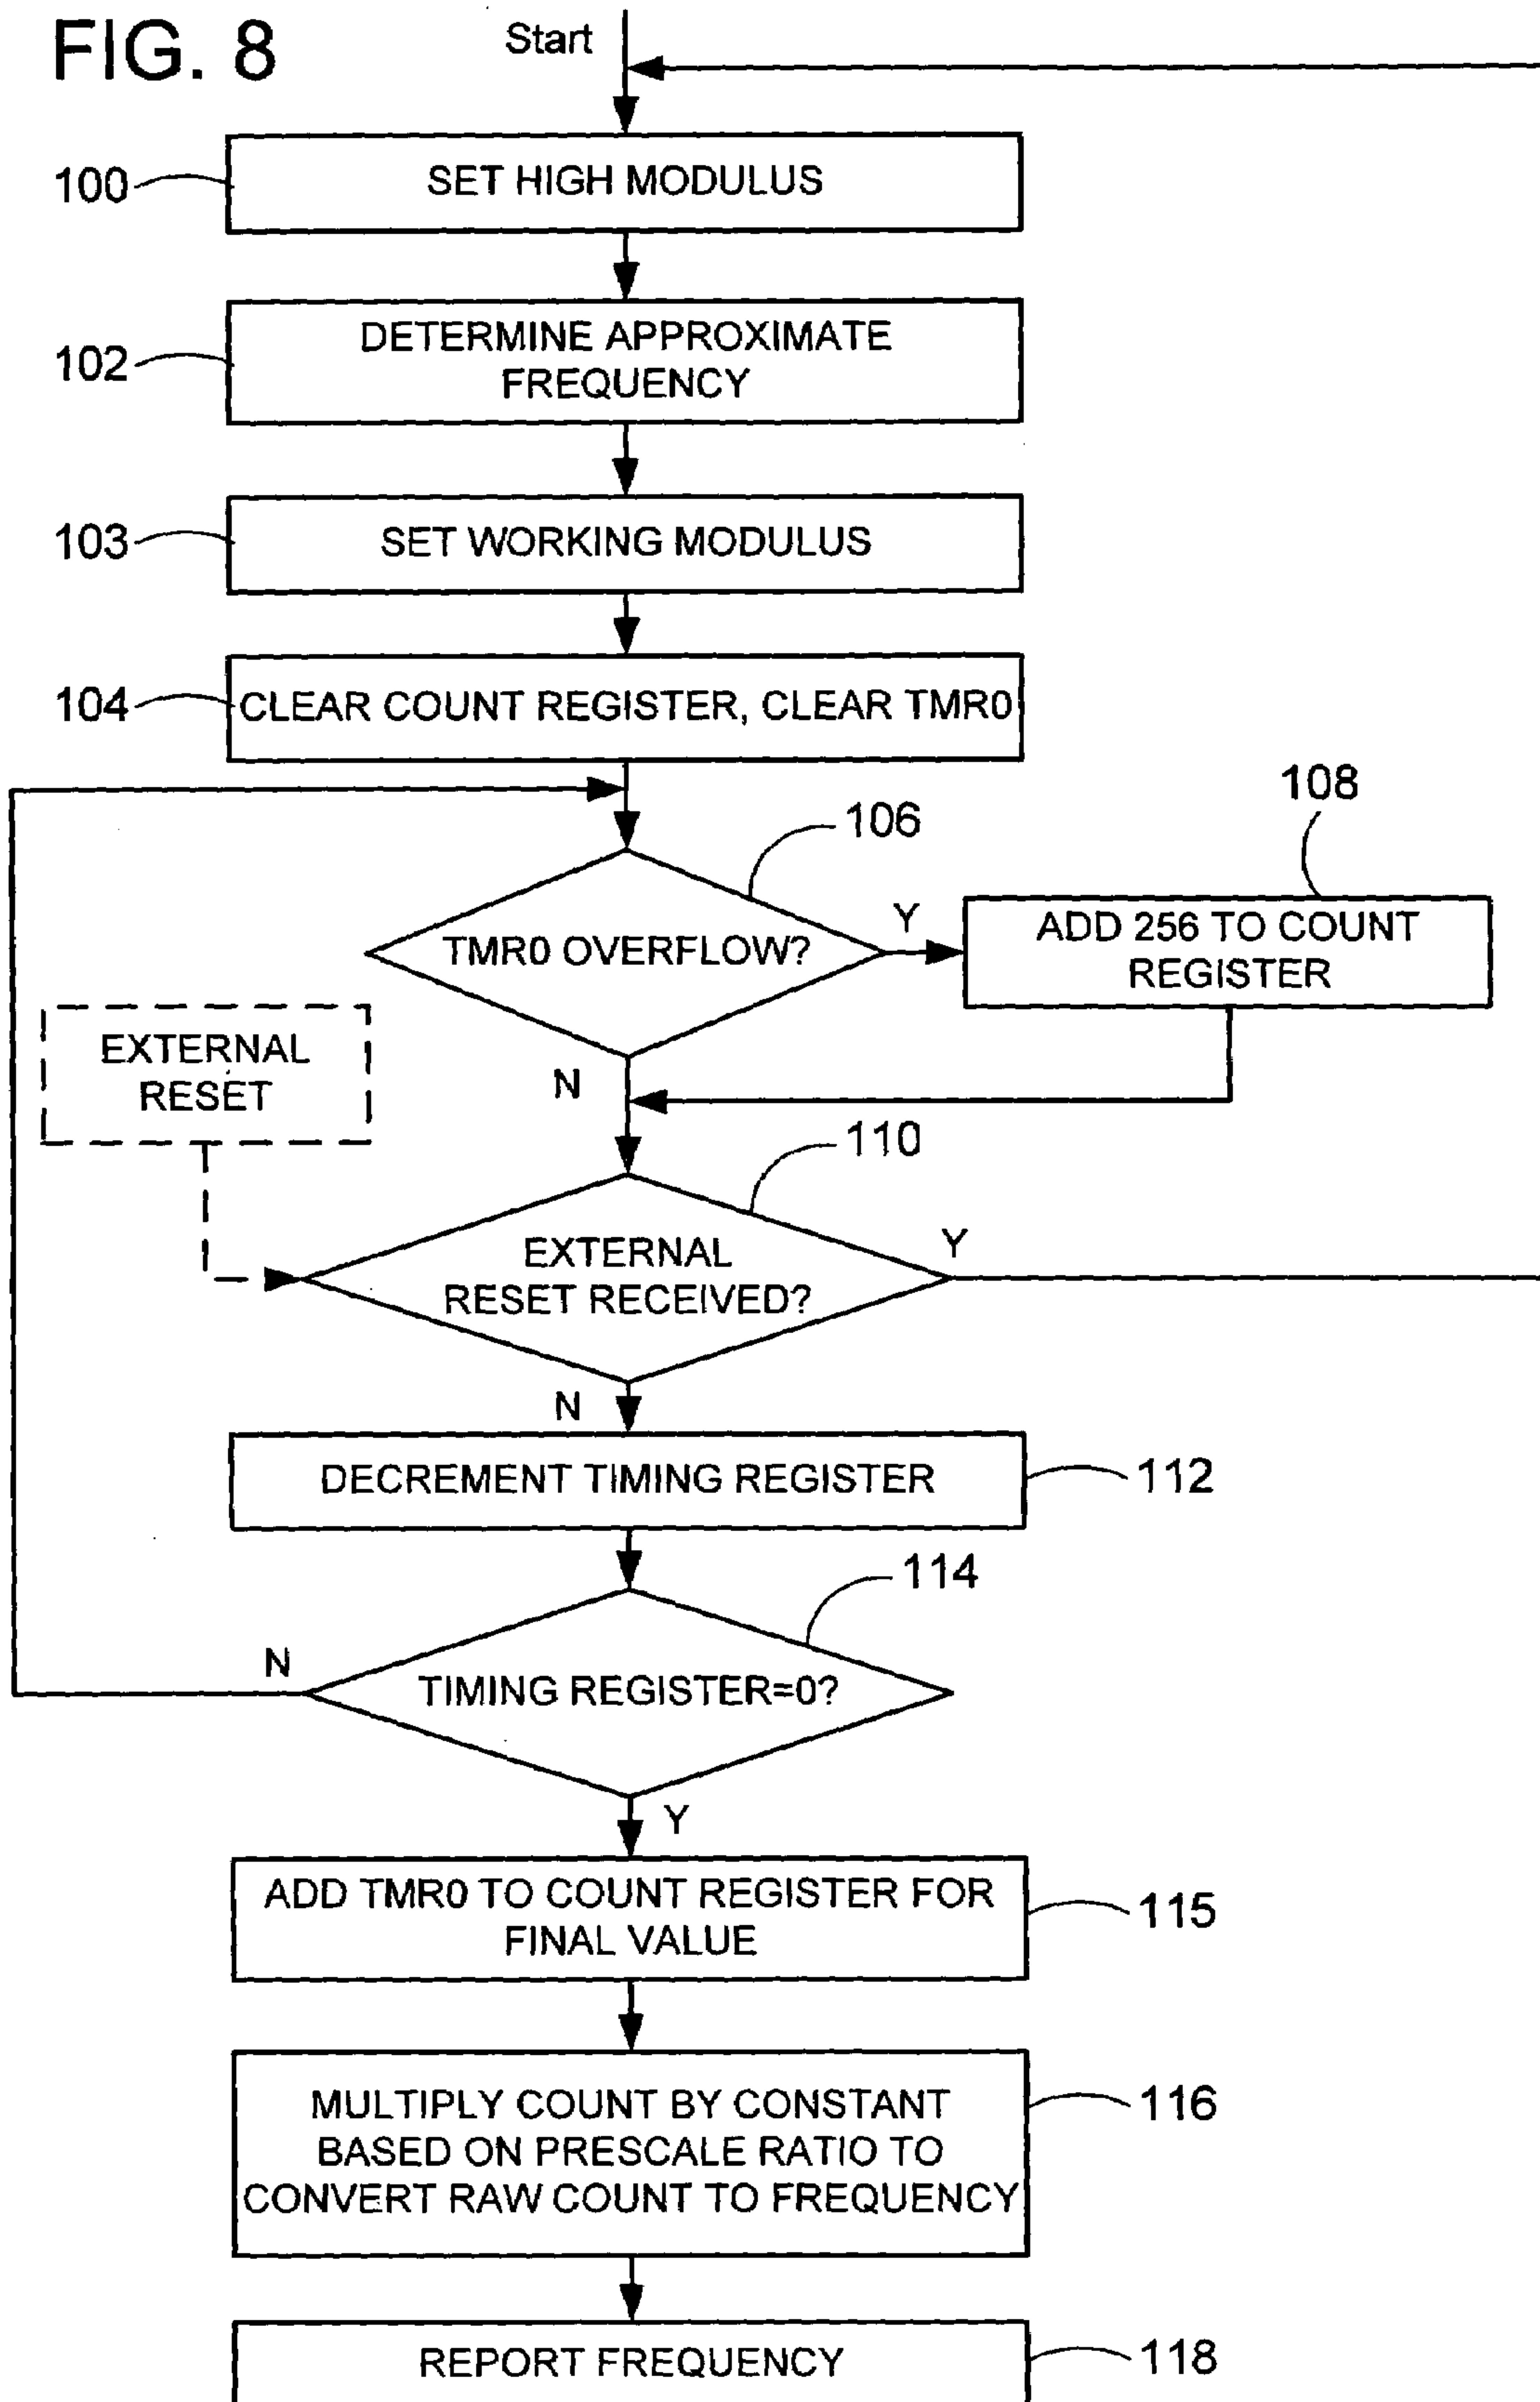 FIG. 8
Start
100
SET HIGH MODULUS
102
DETERMINE APPROXIMATE
FREQUENCY
103
SET WORKING MODULUS
104
CLEAR COUNT REGISTER, CLEAR TMR0
106
108
TMR0 OVERFLOW?
Y
ADD 256 TO COUNT
REGISTER
N
EXTERNAL
RESET
110
EXTERNAL
RESET RECEIVED?
Y
N
DECREMENT TIMING REGISTER
112
114
TIMING REGISTER=0?
N
Y
ADD TMR0 TO COUNT REGISTER FOR
FINAL VALUE
115
MULTIPLY COUNT BY CONSTANT
BASED ON PRESCALE RATIO TO
CONVERT RAW COUNT TO FREQUENCY
116
REPORT FREQUENCY
118